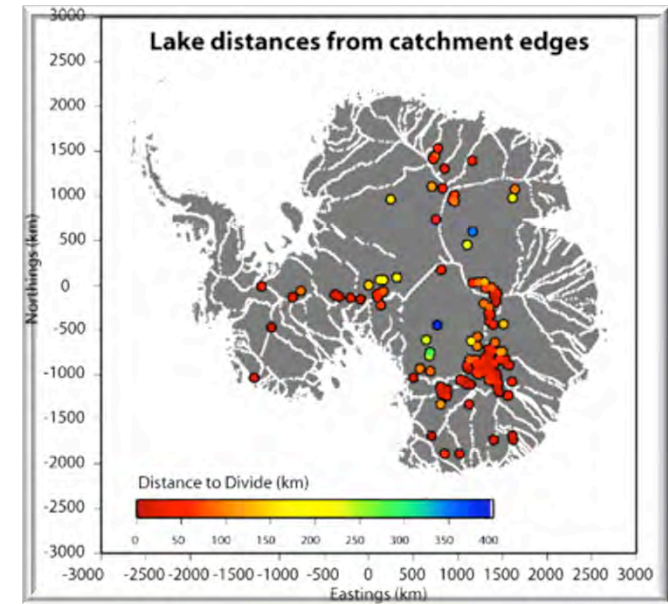 Lake distances from catchment edges
3000
2500
2000
1500
1000
500
0
-500
-1000
-1500
-2000
-2500
-3000
Northings (km)
Distance to Divide (km)
0 50 100 150 200 250 300 350 400
-3000 -2500 -2000 -1500 -1000 -500 0 500 1000 1500 2000 2500 3000
Eastings (km)